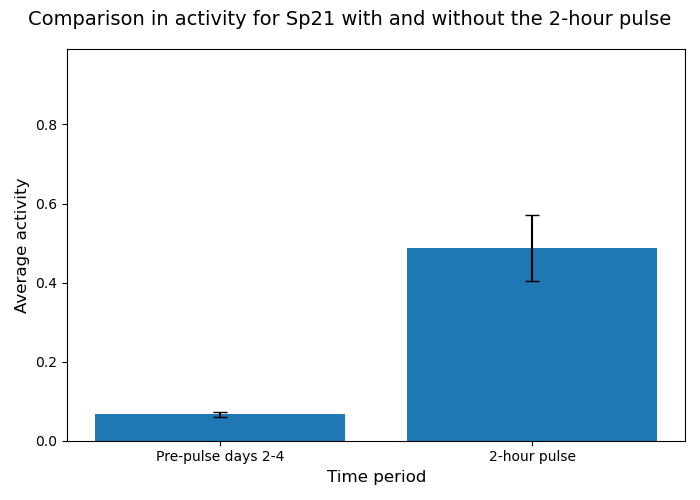 Comparison in activity for Sp21 with and without the 2-hour pulse
0.8
0.6
0.4
0.2
0.0
Average activity
Pre-pulse days 2-4
2-hour pulse
Time period